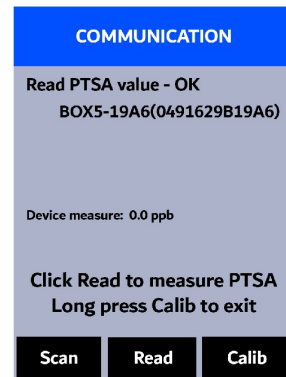 COMMUNICATION
Read PTSA value - OK
BOX5-19A6(0491629B19A6)
Device measure: 0.0 ppb
Click Read to measure PTSA
Long press Calib to exit
Scan Read Calib